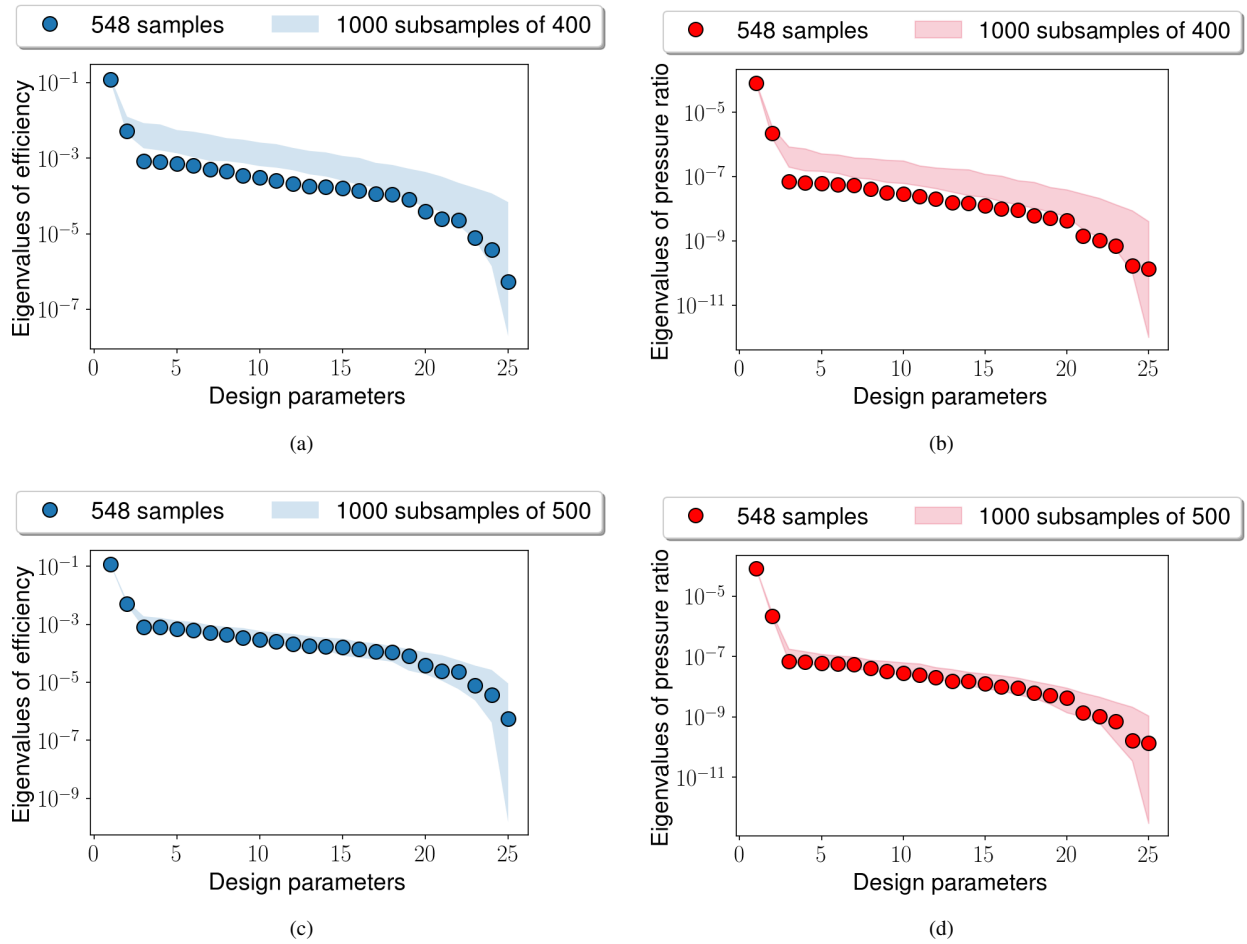 548 samples 1000 subsamples of 400
Eigenvalues of efficiency
10⁻¹
10⁻³
10⁻⁵
10⁻⁷
0 5 10 15 20 25
Design parameters
(a)
548 samples 1000 subsamples of 400
Eigenvalues of pressure ratio
10⁻⁵
10⁻⁷
10⁻⁹
10⁻¹¹
0 5 10 15 20 25
Design parameters
(b)
548 samples 1000 subsamples of 500
Eigenvalues of efficiency
10⁻¹
10⁻³
10⁻⁵
10⁻⁷
10⁻⁹
0 5 10 15 20 25
Design parameters
(c)
548 samples 1000 subsamples of 500
Eigenvalues of pressure ratio
10⁻⁵
10⁻⁷
10⁻⁹
10⁻¹¹
0 5 10 15 20 25
Design parameters
(d)